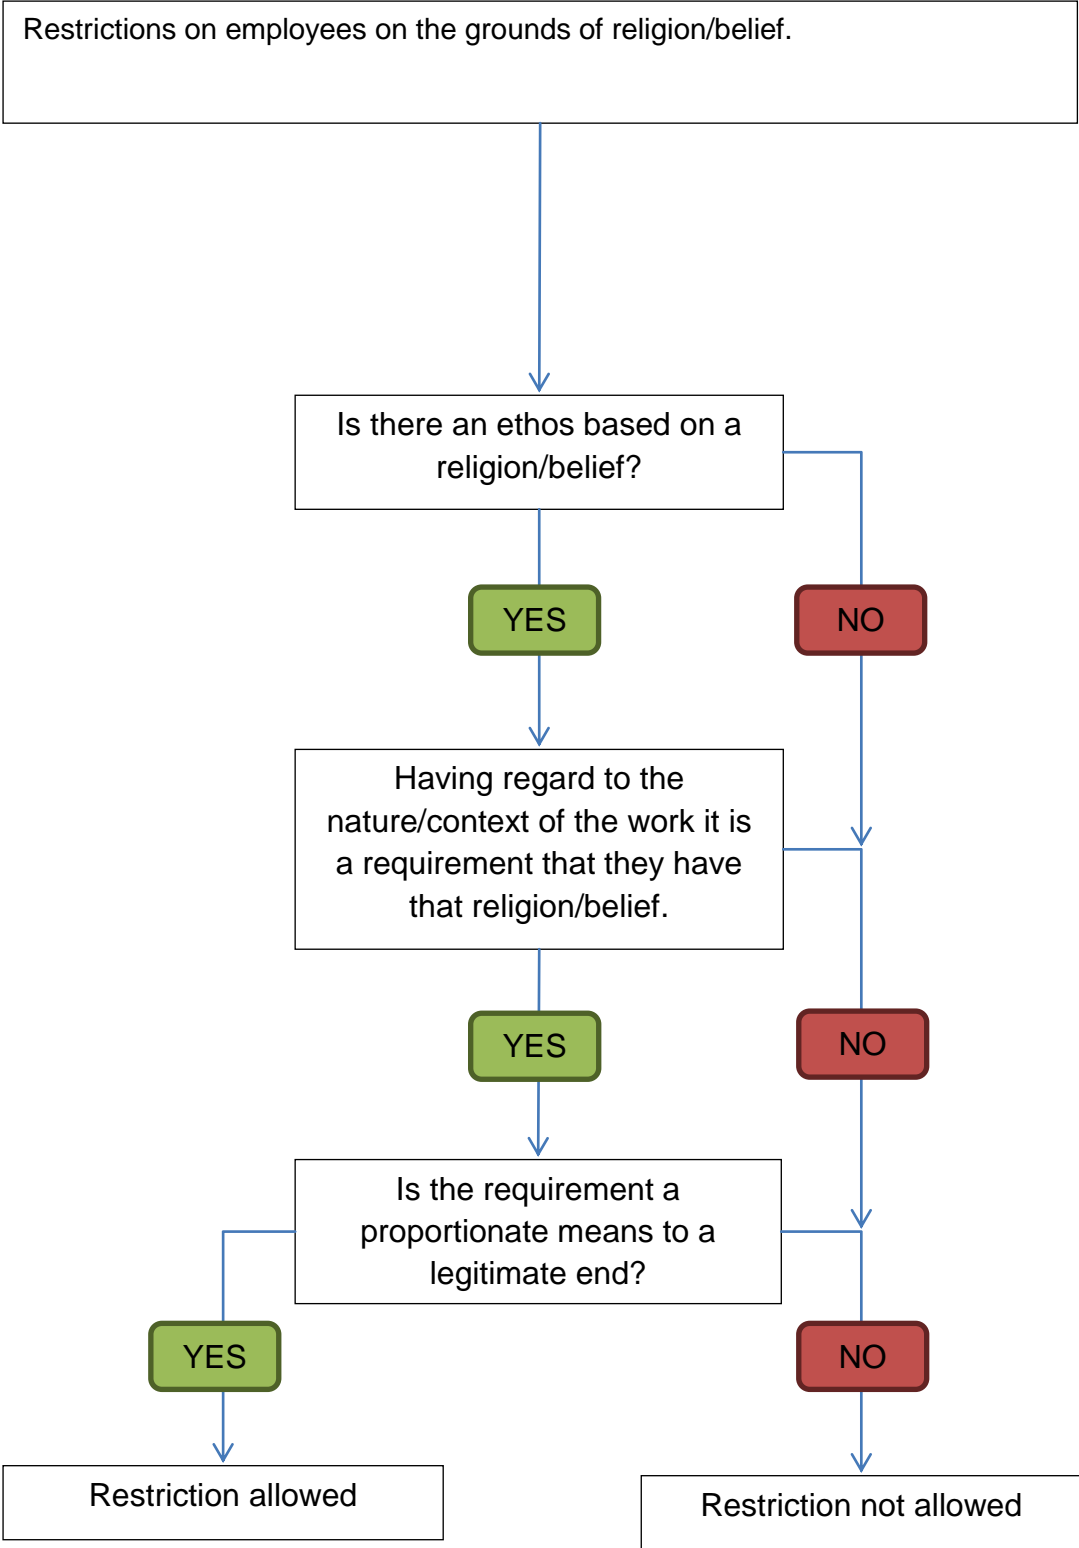 Restrictions on employees on the grounds of religion/belief.
Is there an ethos based on a
religion/belief?
YES
NO
Having regard to the
nature/context of the work it is
a requirement that they have
that religion/belief.
YES
NO
Is the requirement a
proportionate means to a
legitimate end?
YES
NO
Restriction allowed
Restriction not allowed